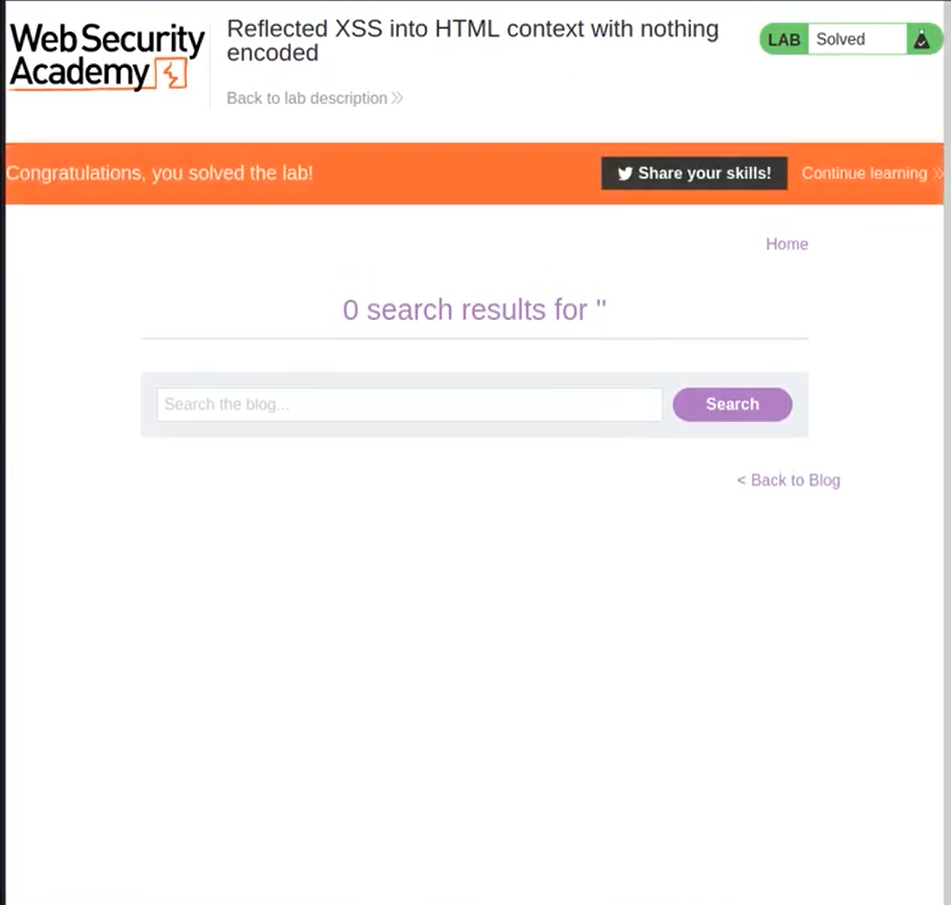 Web Security
Academy
Reflected XSS into HTML context with nothing
encoded
Back to lab description >>
LAB Solved
Congratulations, you solved the lab!
Share your skills!
Continue learning >>
Home
0 search results for ''
Search the blog...
Search
< Back to Blog